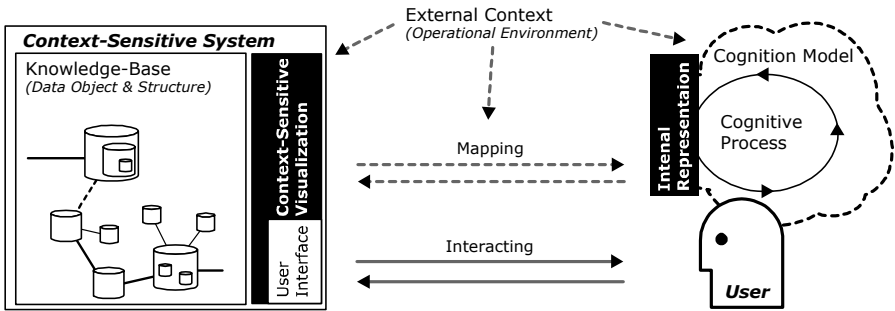 External Context
(Operational Environment)
Context-Sensitive System
Knowledge-Base
(Data Object & Structure)
Context-Sensitive
Visualization
User
Interface
Mapping
Interacting
Intenal
Representaion
Cognition Model
Cognitive
Process
User